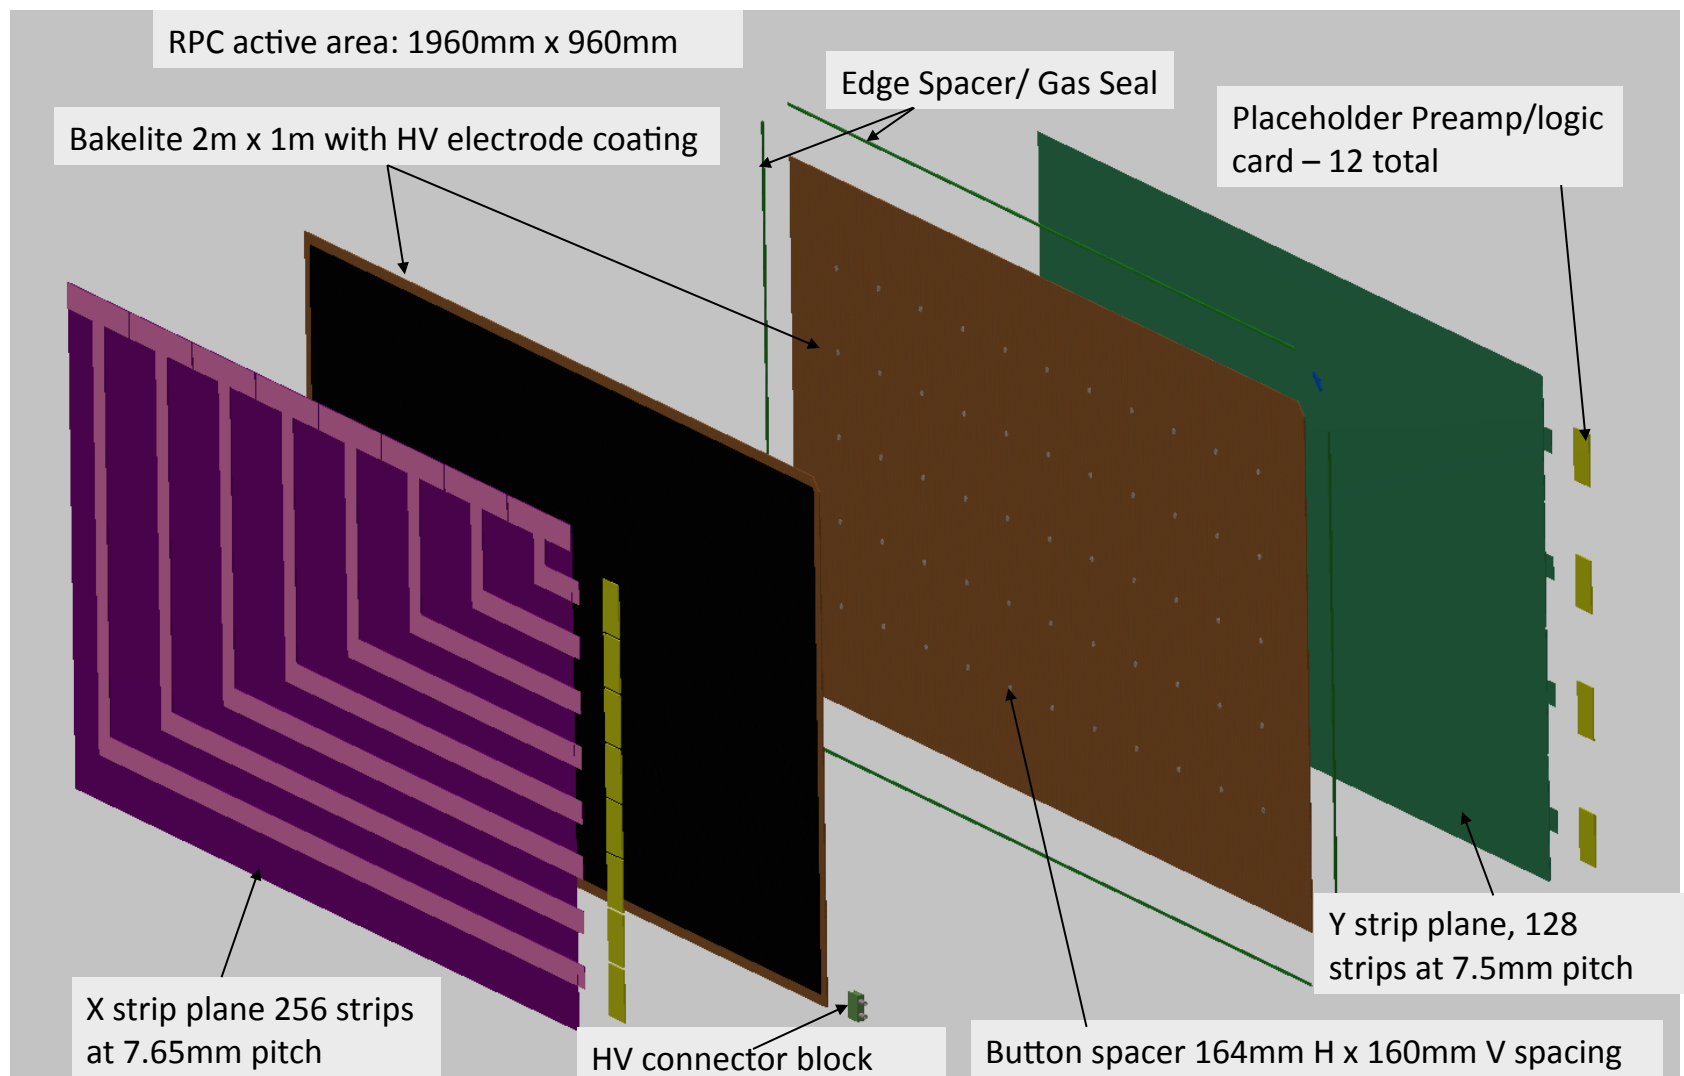 RPC active area: 1960mm x 960mm
Edge Spacer/ Gas Seal
Placeholder Preamp/logic
card – 12 total
Bakelite 2m x 1m with HV electrode coating
Y strip plane, 128
strips at 7.5mm pitch
X strip plane 256 strips
at 7.65mm pitch
HV connector block
Button spacer 164mm H x 160mm V spacing